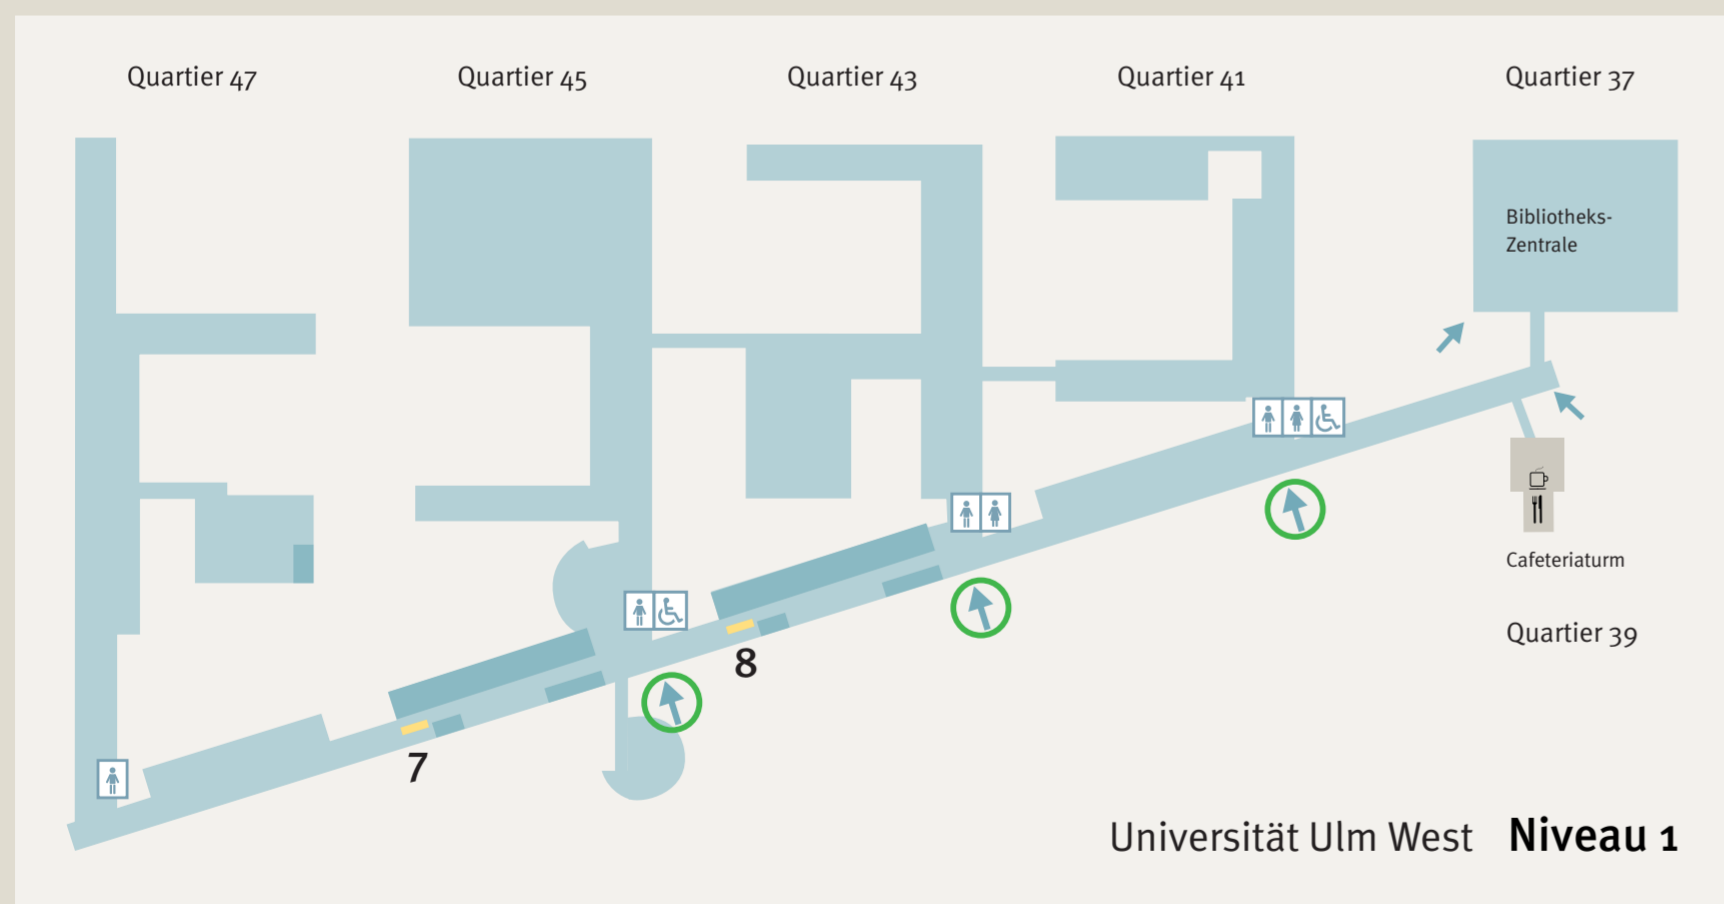 Quartier 47
Quartier 45
Quartier 43
Quartier 41
Quartier 37
Bibliotheks-
Zentrale
Cafeteriaturm
Quartier 39
8
7
Universität Ulm West Niveau 1